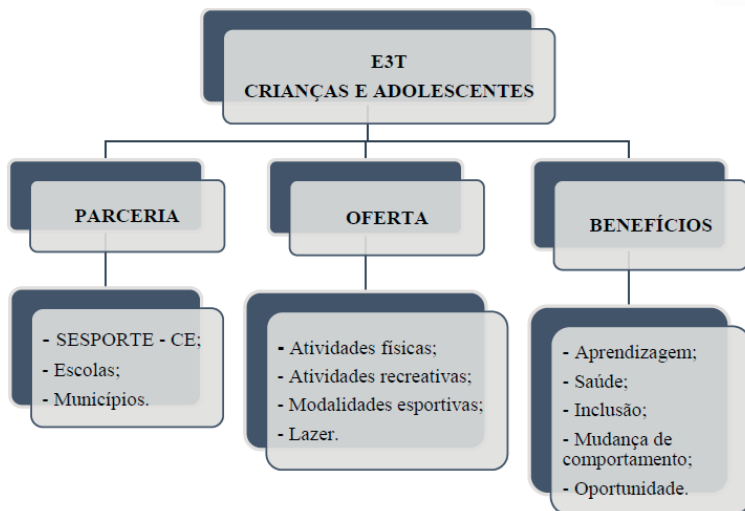 E3T
CRIANÇAS E ADOLESCENTES
PARCERIA
OFERTA
BENEFÍCIOS
- SESPORTE - CE;
- Escolas;
- Municípios.
- Atividades físicas;
- Atividades recreativas;
- Modalidades esportivas;
- Lazer.
- Aprendizagem;
- Saúde;
- Inclusão;
- Mudança de
comportamento;
- Oportunidade.